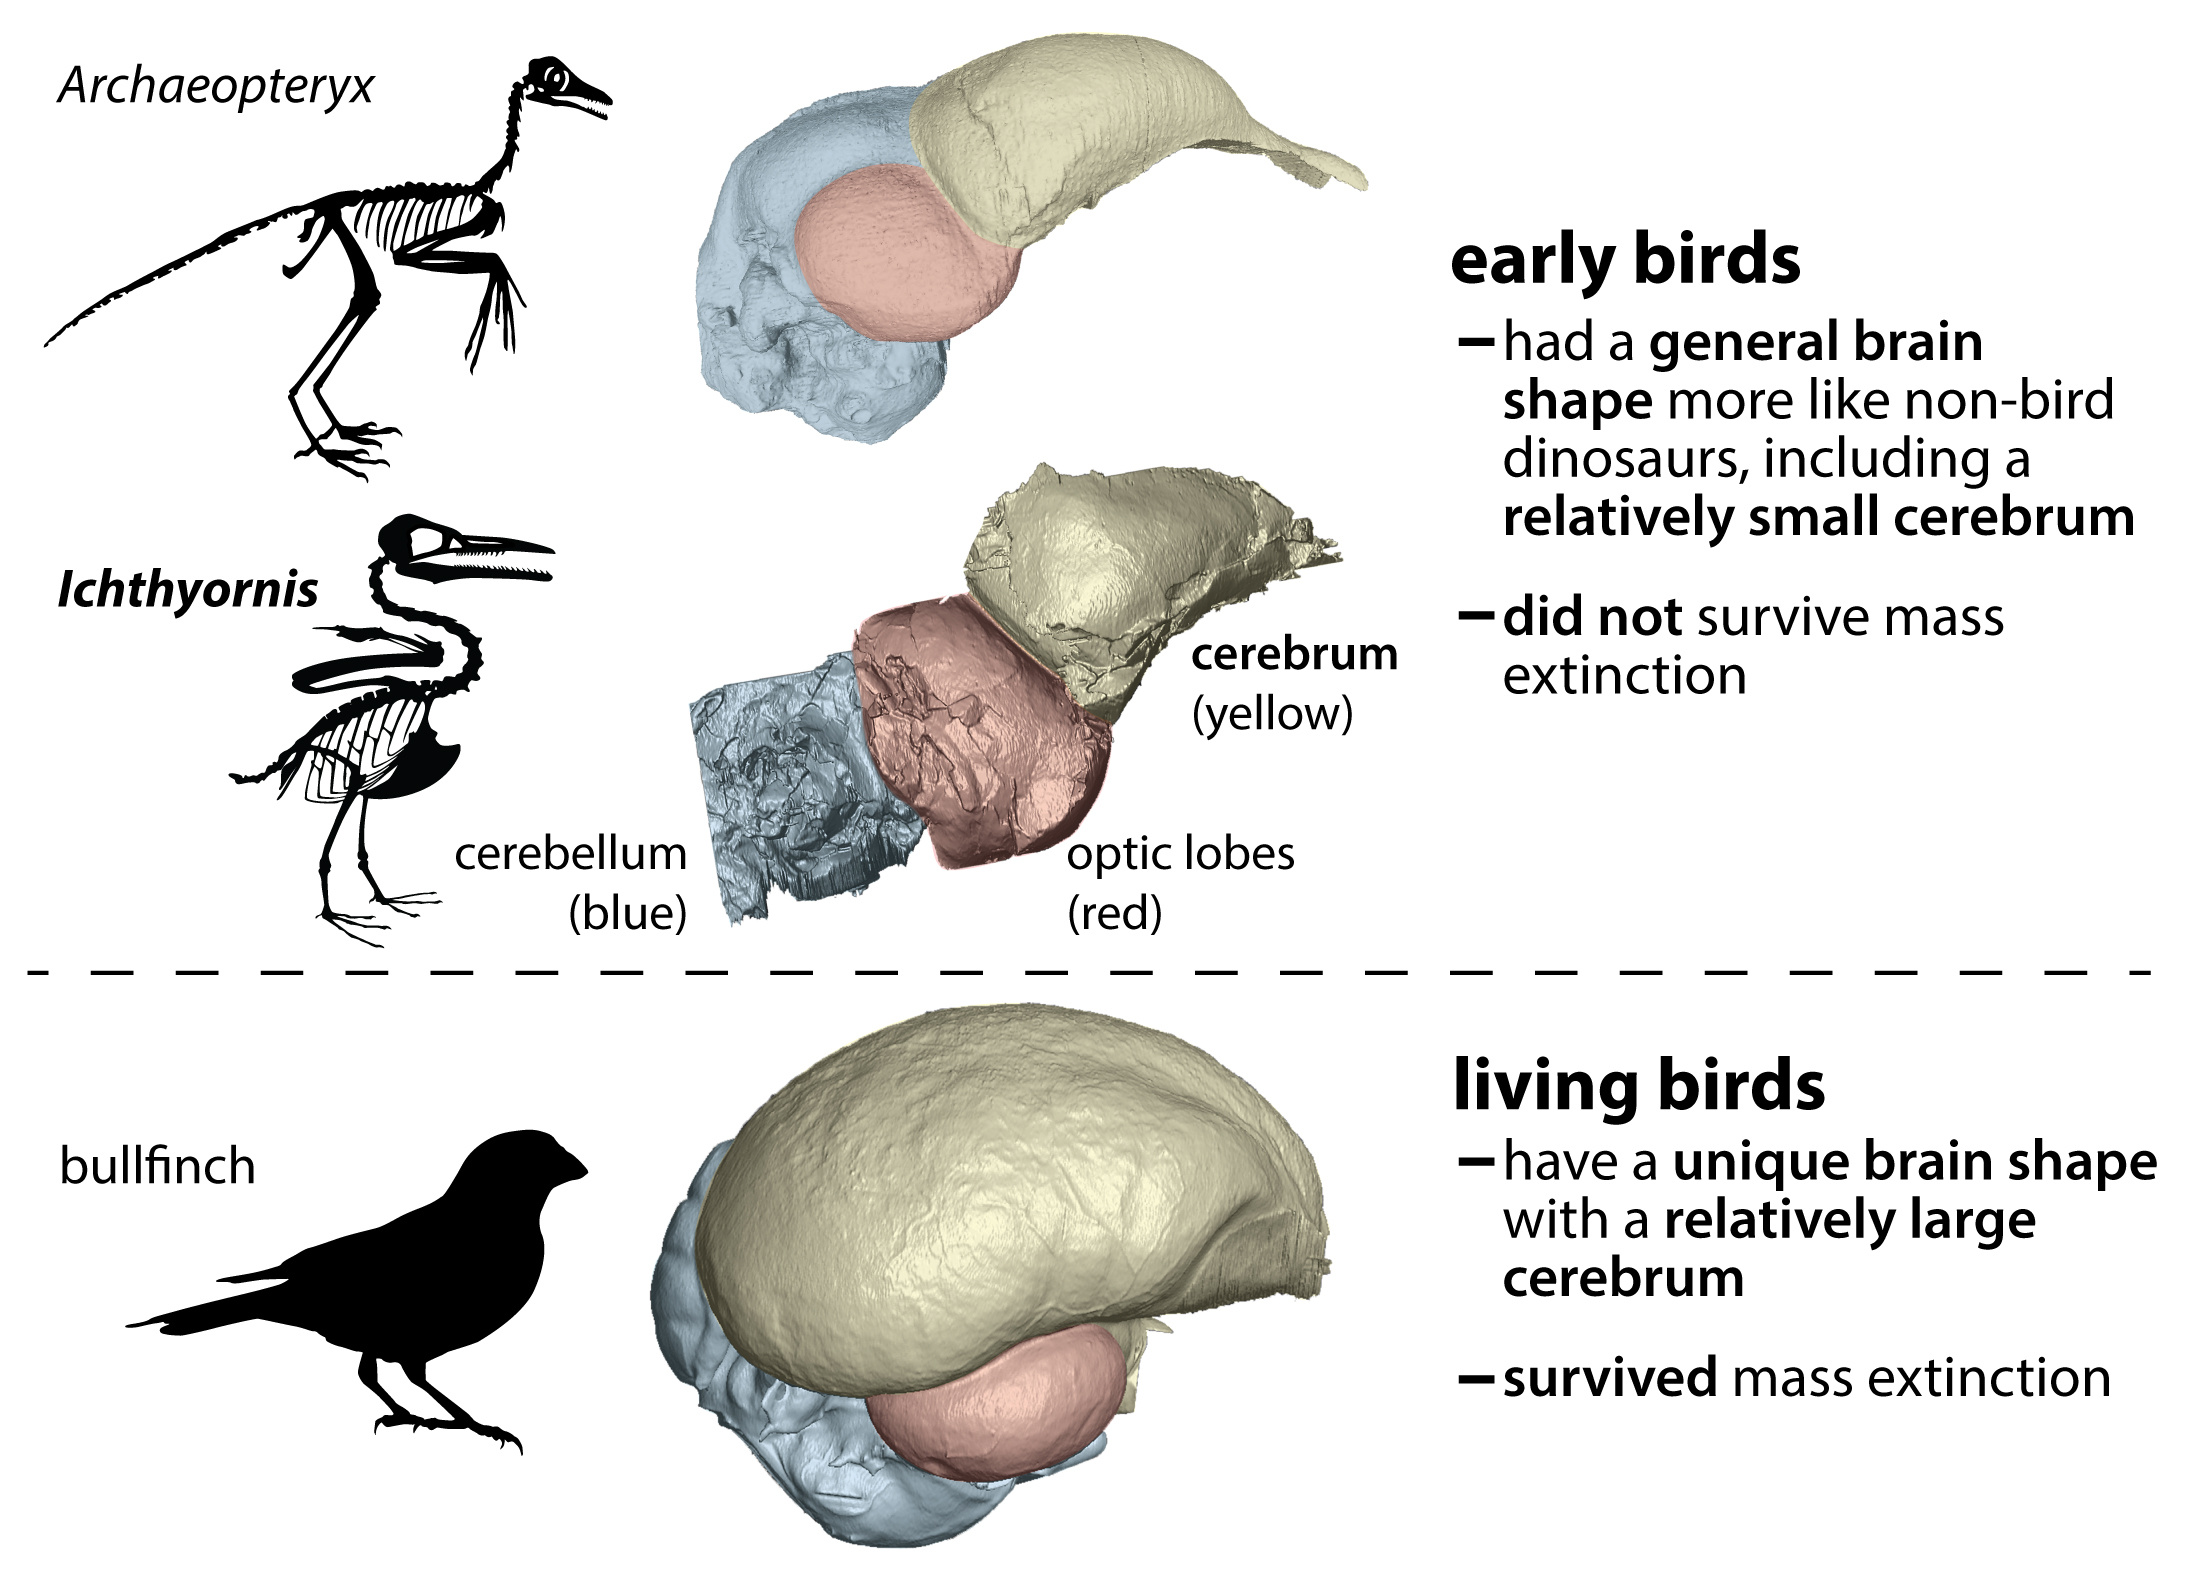 Archaeopteryx
early birds
– had a general brain
shape more like non-bird
dinosaurs, including a
relatively small cerebrum
– did not survive mass
extinction
Ichthyornis
cerebrum
(yellow)
cerebellum
(blue)
optic lobes
(red)
bullfinch
living birds
– have a unique brain shape
with a relatively large
cerebrum
– survived mass extinction